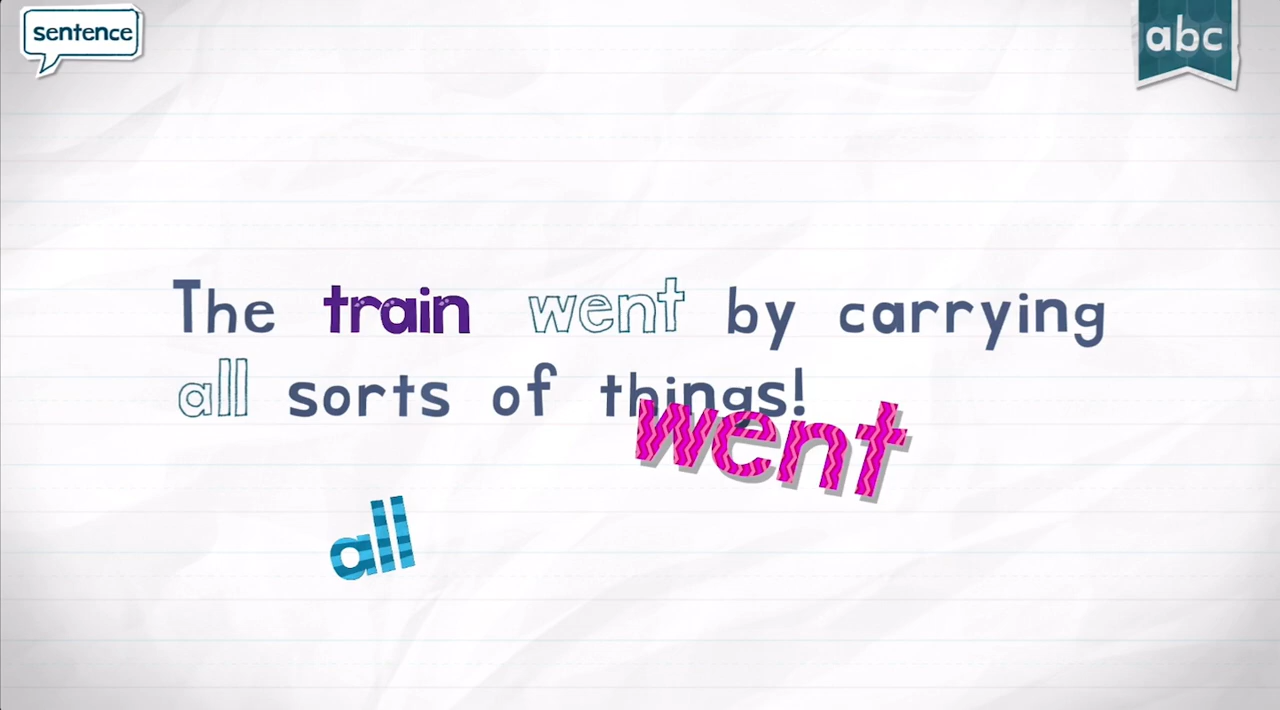 sentence
abc
The train went by carrying
all sorts of things!
went
all